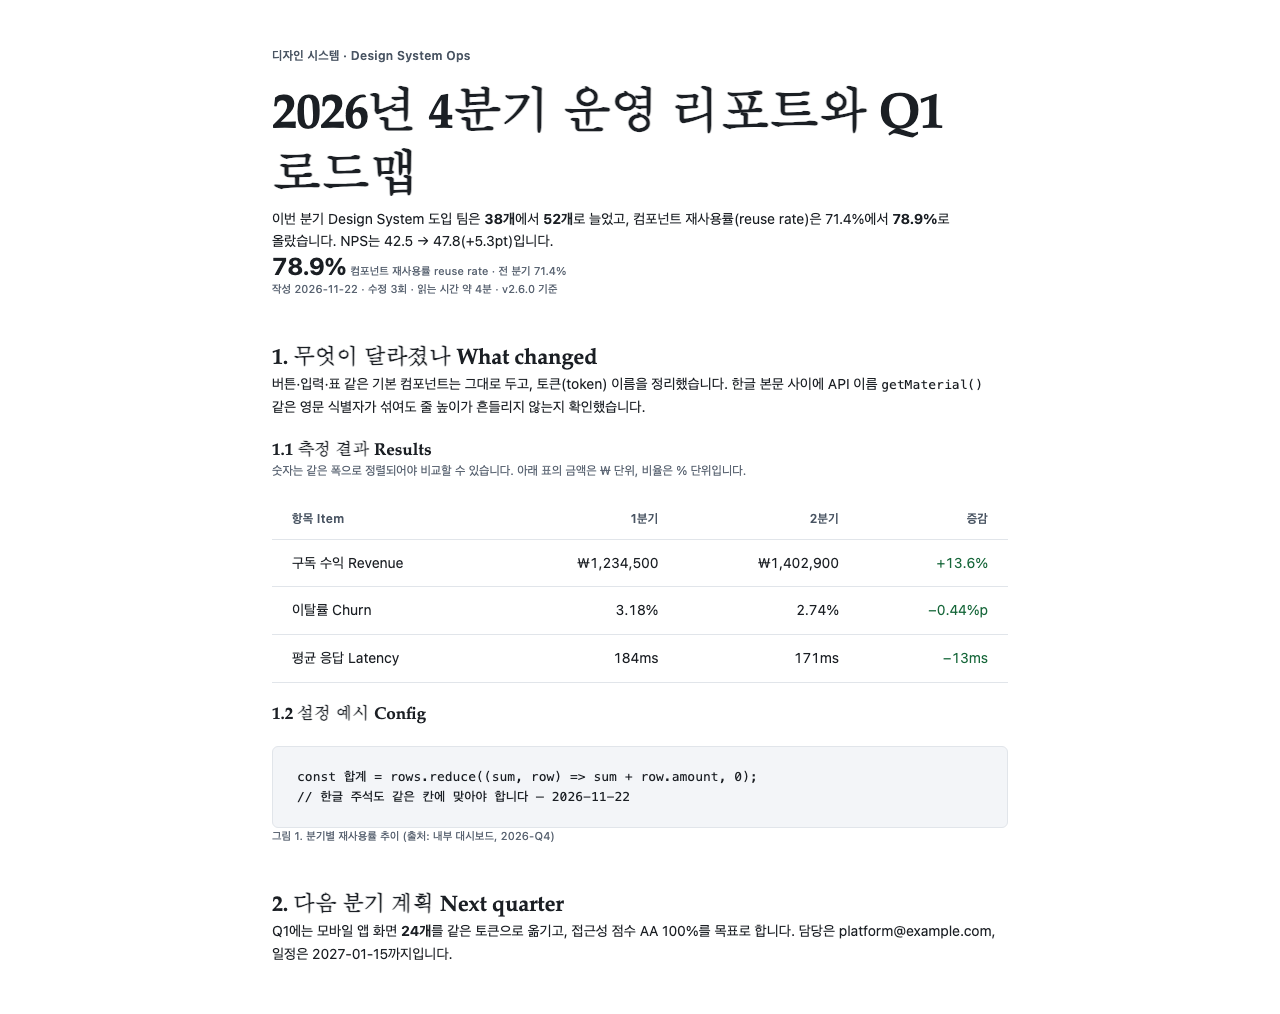 디자인 시스템 · Design System Ops
2026년 4분기 운영 리포트와 Q1
로드맵
이번 분기 Design System 도입 팀은 38개에서 52개로 늘었고, 컴포넌트 재사용률(reuse rate)은 71.4%에서 78.9%로
올랐습니다. NPS는 42.5 → 47.8(+5.3pt)입니다.
78.9% 컴포넌트 재사용률 reuse rate · 전 분기 71.4%
작성 2026-11-22 · 수정 3회 · 읽는 시간 약 4분 · v2.6.0 기준
1. 무엇이 달라졌나 What changed
버튼·입력·표 같은 기본 컴포넌트는 그대로 두고, 토큰(token) 이름을 정리했습니다. 한글 본문 사이에 API 이름 getMaterial()
같은 영문 식별자가 섞여도 줄 높이가 흔들리지 않는지 확인했습니다.
1.1 측정 결과 Results
숫자는 같은 폭으로 정렬되어야 비교할 수 있습니다. 아래 표의 금액은 ₩ 단위, 비율은 % 단위입니다.
항목 Item 1분기 2분기 증감
구독 수익 Revenue ₩1,234,500 ₩1,402,900 +13.6%
이탈률 Churn 3.18% 2.74% −0.44%p
평균 응답 Latency 184ms 171ms −13ms
1.2 설정 예시 Config
const 합계 = rows.reduce((sum, row) => sum + row.amount, 0);
// 한글 주석도 같은 칸에 맞아야 합니다 — 2026-11-22
그림 1. 분기별 재사용률 추이 (출처: 내부 대시보드, 2026-Q4)
2. 다음 분기 계획 Next quarter
Q1에는 모바일 앱 화면 24개를 같은 토큰으로 옮기고, 접근성 점수 AA 100%를 목표로 합니다. 담당은 platform@example.com,
일정은 2027-01-15까지입니다.